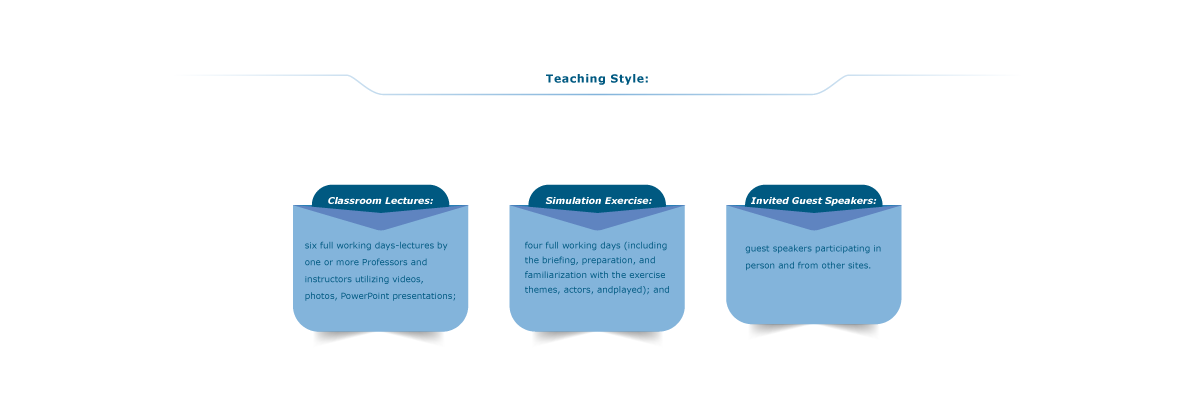 Teaching Style:
Classroom Lectures:
six full working days-lectures by
one or more Professors and
instructors utilizing videos,
photos, PowerPoint presentations;
Simulation Exercise:
four full working days (including
the briefing, preparation, and
familiarization with the exercise
themes, actors, andplayed); and
Invited Guest Speakers:
guest speakers participating in
person and from other sites.